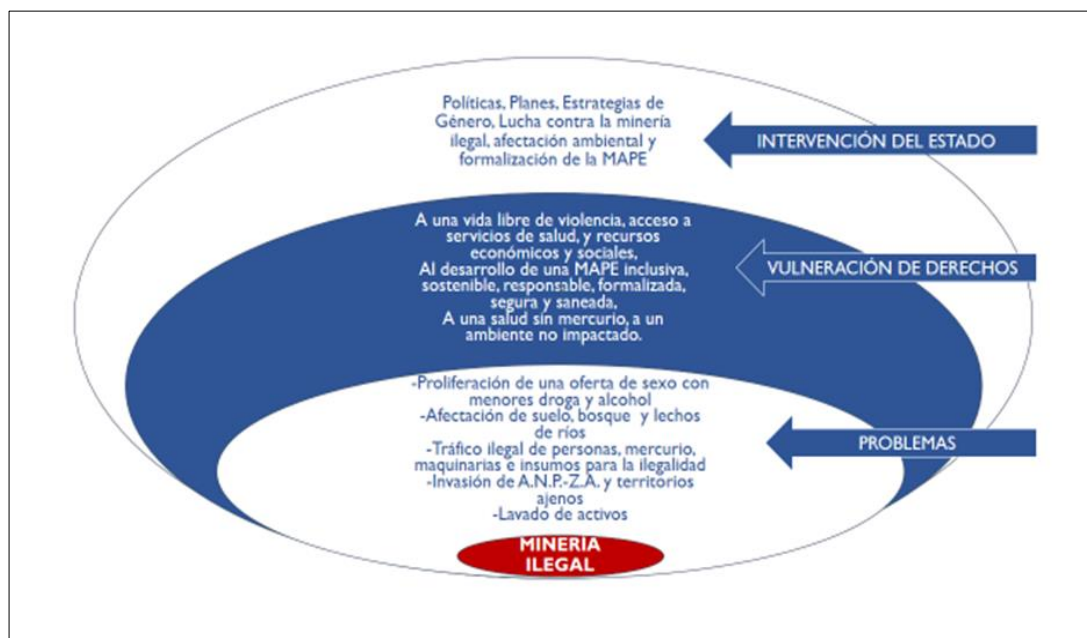 Políticas, Planes, Estrategias de
Género, Lucha contra la minería
ilegal, afectación ambiental y
formalización de la MAPE
INTERVENCIÓN DEL ESTADO
A una vida libre de violencia, acceso a
servicios de salud, y recursos
económicos y sociales,
Al desarrollo de una MAPE inclusiva,
sostenible, responsable, formalizada,
segura y saneada,
A una salud sin mercurio, a un
ambiente no impactado.
VULNERACIÓN DE DERECHOS
-Proliferación de una oferta de sexo con
menores droga y alcohol
-Afectación de suelo, bosque y lechos
de ríos
-Tráfico ilegal de personas, mercurio,
maquinarias e insumos para la ilegalidad
-Invasión de A.N.P.-Z.A. y territorios
ajenos
-Lavado de activos
PROBLEMAS
MINERÍA
ILEGAL